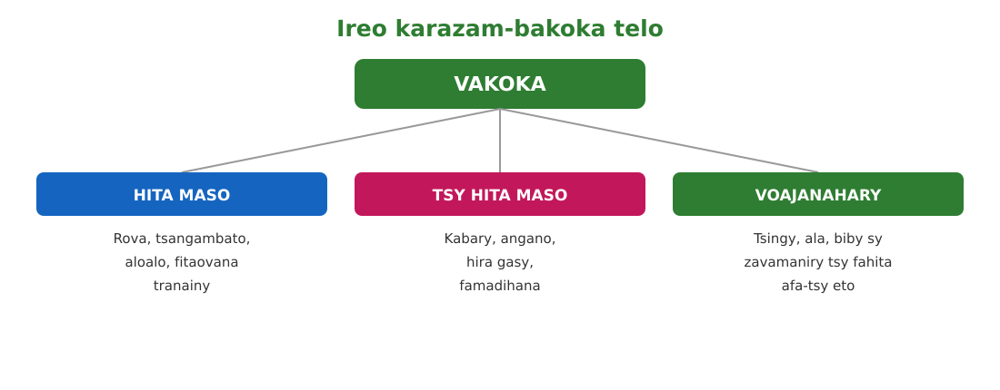 Ireo karazam-bakoka telo
VAKOKA
HITA MASO
Rova, tsangambato,
aloalo, fitaovana
tranainy
TSY HITA MASO
Kabary, angano,
hira gasy,
famadihana
VOAJANAHARY
Tsingy, ala, biby sy
zavamaniry tsy fahita
afa-tsy eto